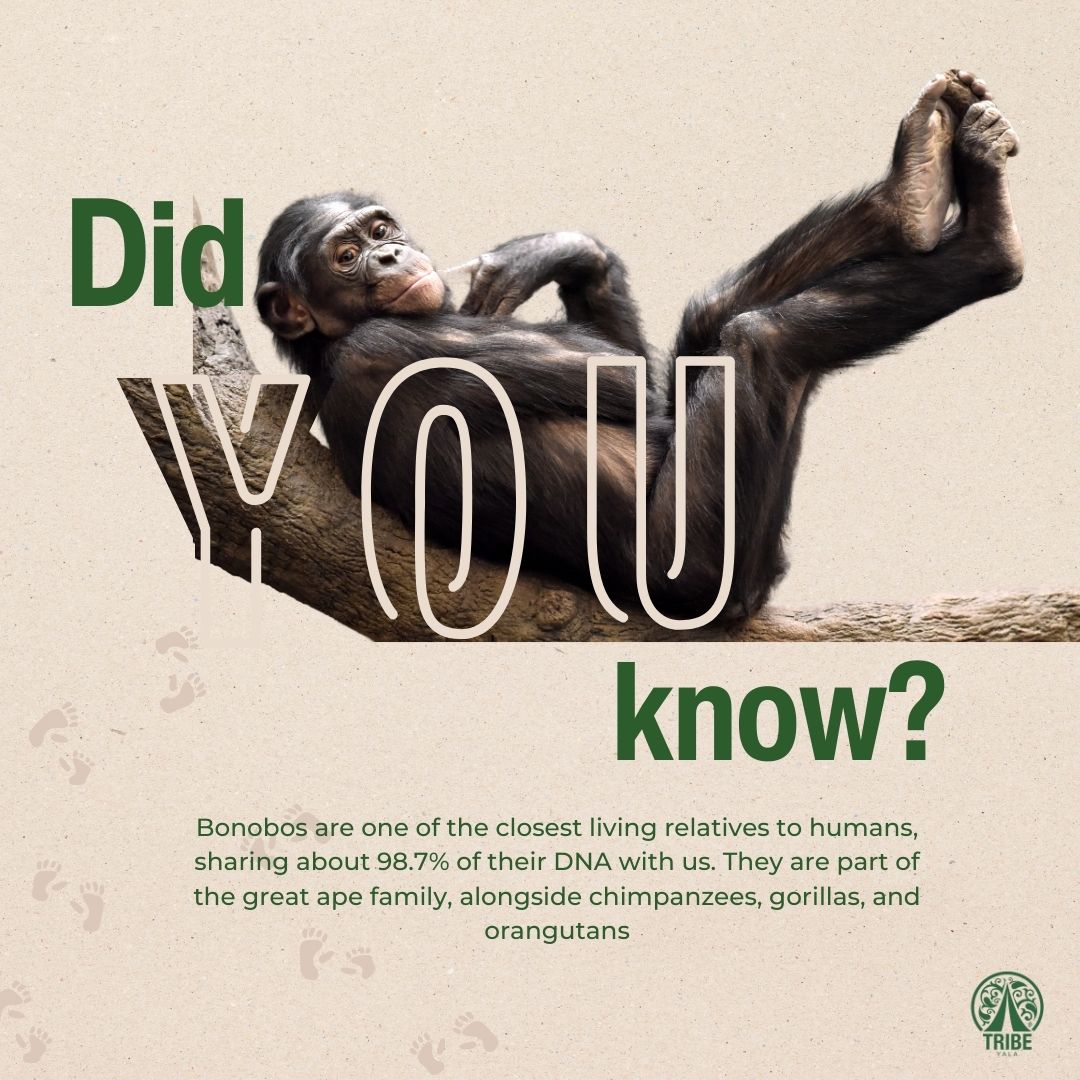 Did
YOU
know?
Bonobos are one of the closest living relatives to humans,
sharing about 98.7% of their DNA with us. They are part of
the great ape family, alongside chimpanzees, gorillas, and
orangutans
TRIBE
YALA